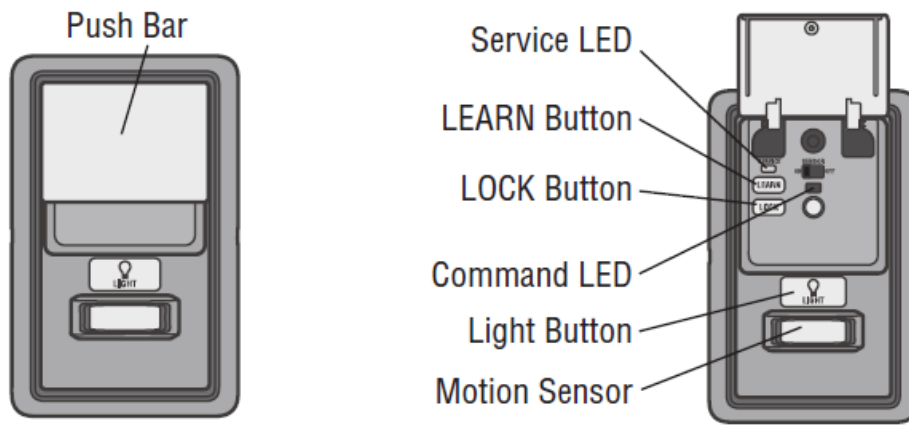 Push Bar
LIGHT
Service LED
LEARN Button
LOCK Button
Command LED
Light Button
Motion Sensor
LEARN
LOCK
LIGHT